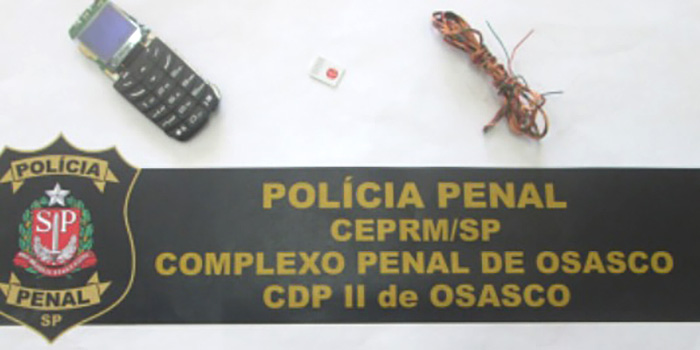 POLÍCIA
SP
PENAL
SP
POLÍCIA PENAL
CEPRM/SP
COMPLEXO PENAL DE OSASCO
CDP II de OSASCO